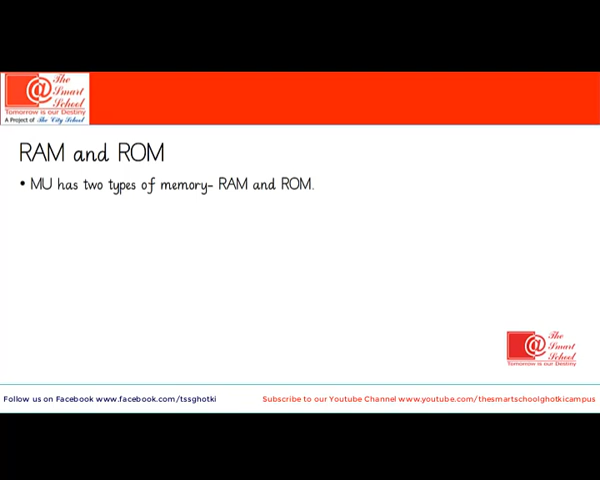 The
Smart
School
Tomorrow is our Destiny
A Project of The City School
RAM and ROM
• MU has two types of memory- RAM and ROM.
The
Smart
School
Tomorrow is our Destiny
Follow us on Facebook www.facebook.com/tssghotki
Subscribe to our Youtube Channel www.youtube.com/thesmartschoolghotkicampus